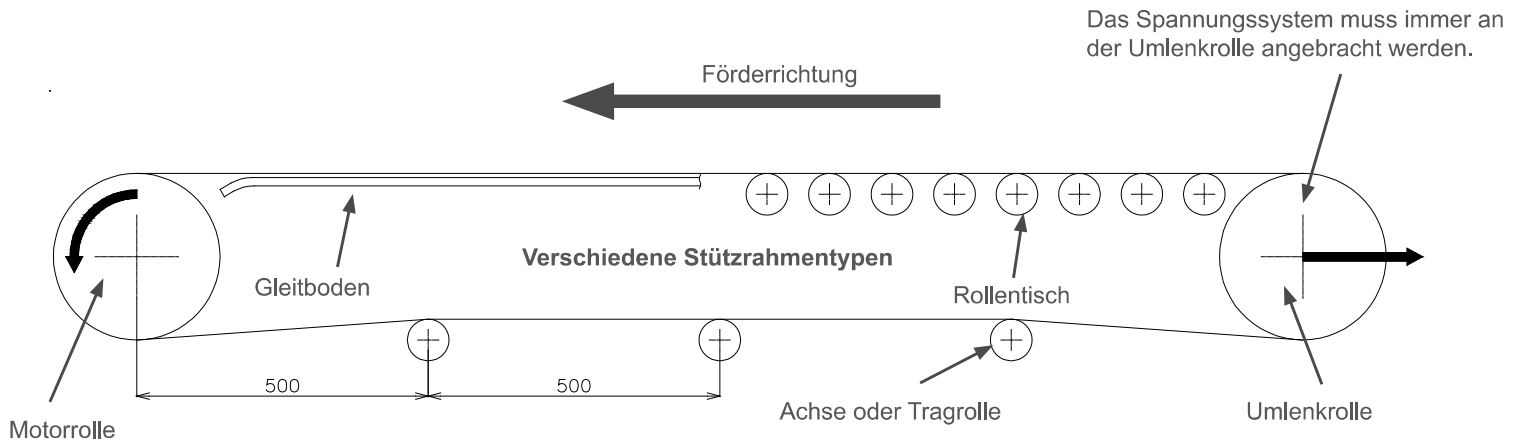 Das Spannungssystem muss immer an
der Umlenkrolle angebracht werden.
Förderrichtung
Verschiedene Stützrahmentypen
Gleitboden
Rollentisch
500
500
Achse oder Tragrolle
Umlenkrolle
Motorrolle